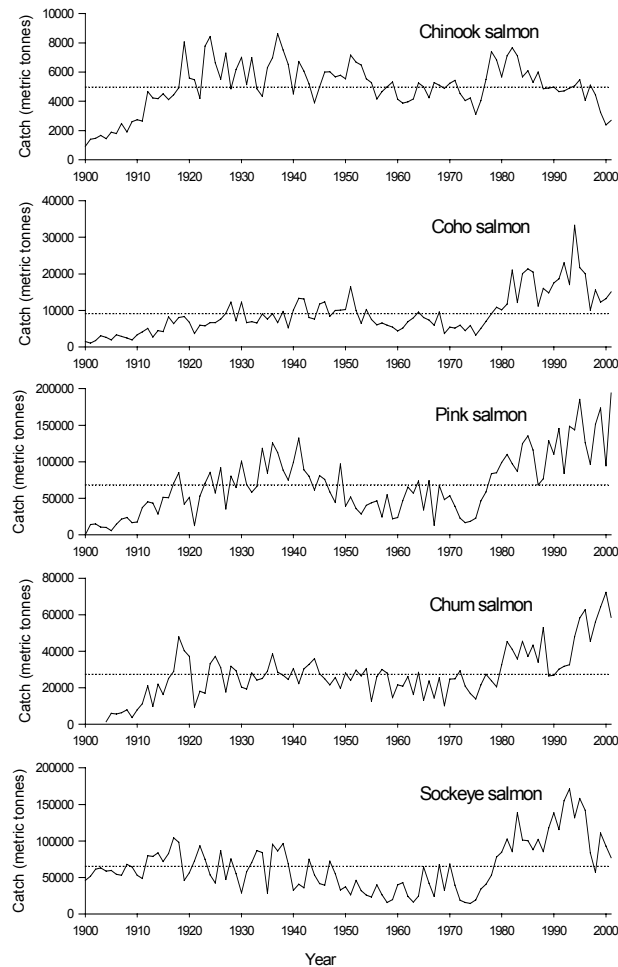 Chinook salmon
Catch (metric tonnes)
10000
8000
6000
4000
2000
0
1900 1910 1920 1930 1940 1950 1960 1970 1980 1990 2000
Coho salmon
Catch (metric tonnes)
40000
30000
20000
10000
0
1900 1910 1920 1930 1940 1950 1960 1970 1980 1990 2000
Pink salmon
Catch (metric tonnes)
200000
150000
100000
50000
0
1900 1910 1920 1930 1940 1950 1960 1970 1980 1990 2000
Chum salmon
Catch (metric tonnes)
80000
60000
40000
20000
0
1900 1910 1920 1930 1940 1950 1960 1970 1980 1990 2000
Sockeye salmon
Catch (metric tonnes)
200000
150000
100000
50000
0
1900 1910 1920 1930 1940 1950 1960 1970 1980 1990 2000
Year